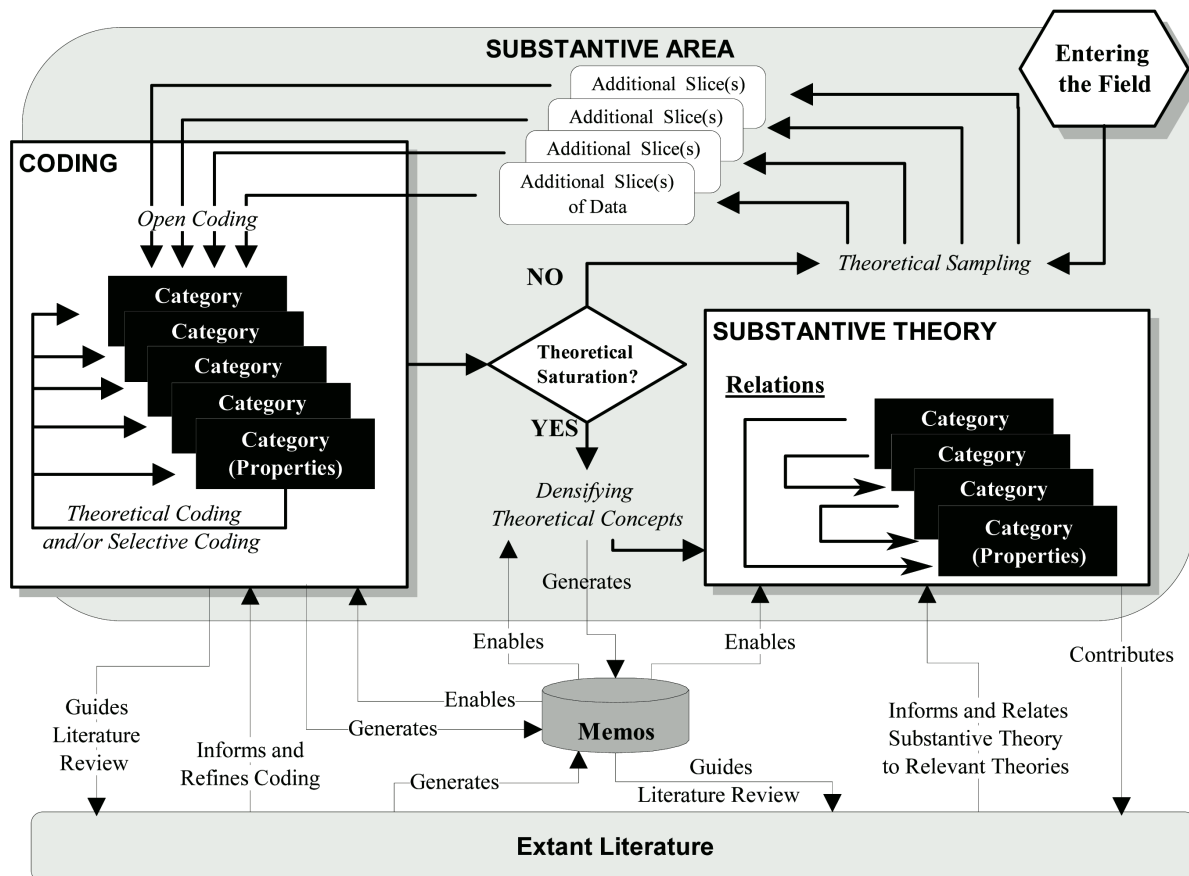 SUBSTANTIVE AREA
Entering
the Field
Additional Slice(s)
Additional Slice(s)
Additional Slice(s)
Additional Slice(s)
of Data
CODING
Open Coding
Category
Category
Category
Category
Category
(Properties)
Theoretical Coding
and/or Selective Coding
Theoretical Sampling
NO
Theoretical
Saturation?
YES
Densifying
Theoretical Concepts
SUBSTANTIVE THEORY
Relations
Category
Category
Category
Category
(Properties)
Generates
Enables
Enables
Contributes
Guides
Literature
Review
Informs and
Refines Coding
Enables
Generates
Generates
Memos
Guides
Literature Review
Informs and Relates
Substantive Theory
to Relevant Theories
Extant Literature